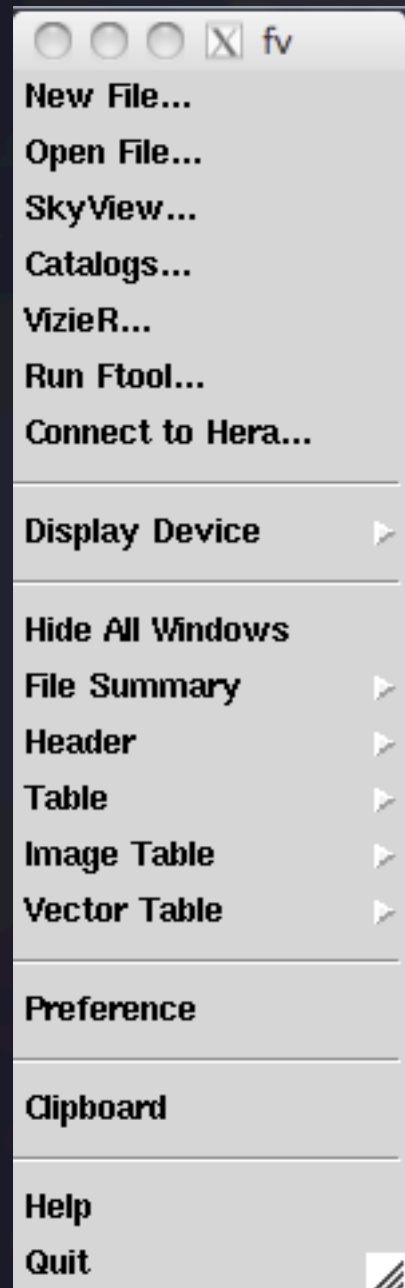 fv
New File...
Open File...
SkyView...
Catalogs...
VizieR...
Run Ftool...
Connect to Hera...
Display Device
Hide All Windows
File Summary
Header
Table
Image Table
Vector Table
Preference
Clipboard
Help
Quit